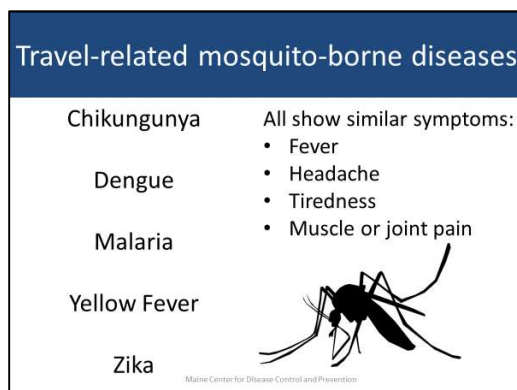 Travel-related mosquito-borne diseases
Chikungunya
Dengue
Malaria
Yellow Fever
Zika
All show similar symptoms:
• Fever
• Headache
• Tiredness
• Muscle or joint pain
Maine Center for Disease Control and Prevention